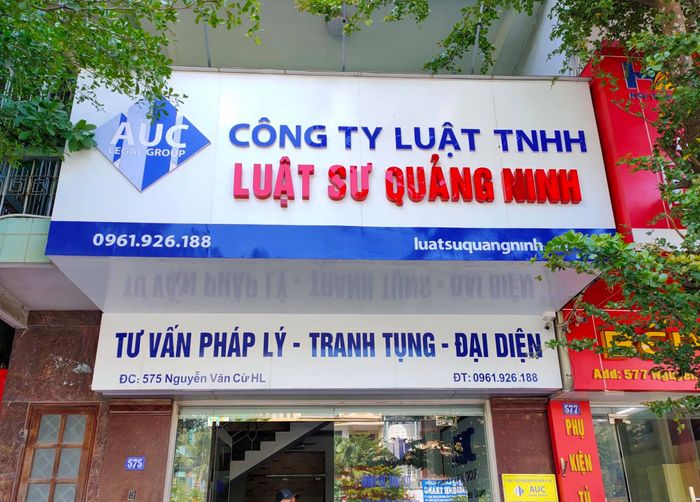 AUC
LEGAL GROUP
CÔNG TY LUẬT TNHH
LUẬT SƯ QUẢNG NINH
0961.926.188
luatsuquangninh
TƯ VẤN PHÁP LÝ - TRANH TỤNG - ĐẠI DIỆN
ĐC: 575 Nguyễn Văn Cừ HL
ĐT: 0961.926.188
Add: 577 Nguyễn
575
577
PHỤ
KIỆN
TỦ
AUC